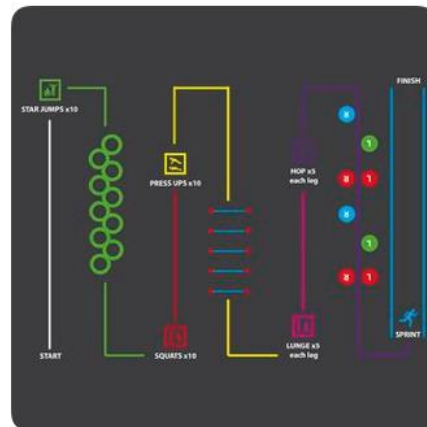 FINISH
STAR JUMPS x10
R
L
PRESS UPS x10
HOP x5
each leg
R L
R
L
R L
SPRINT
START
SQUATS x10
LUNGE x5
each leg